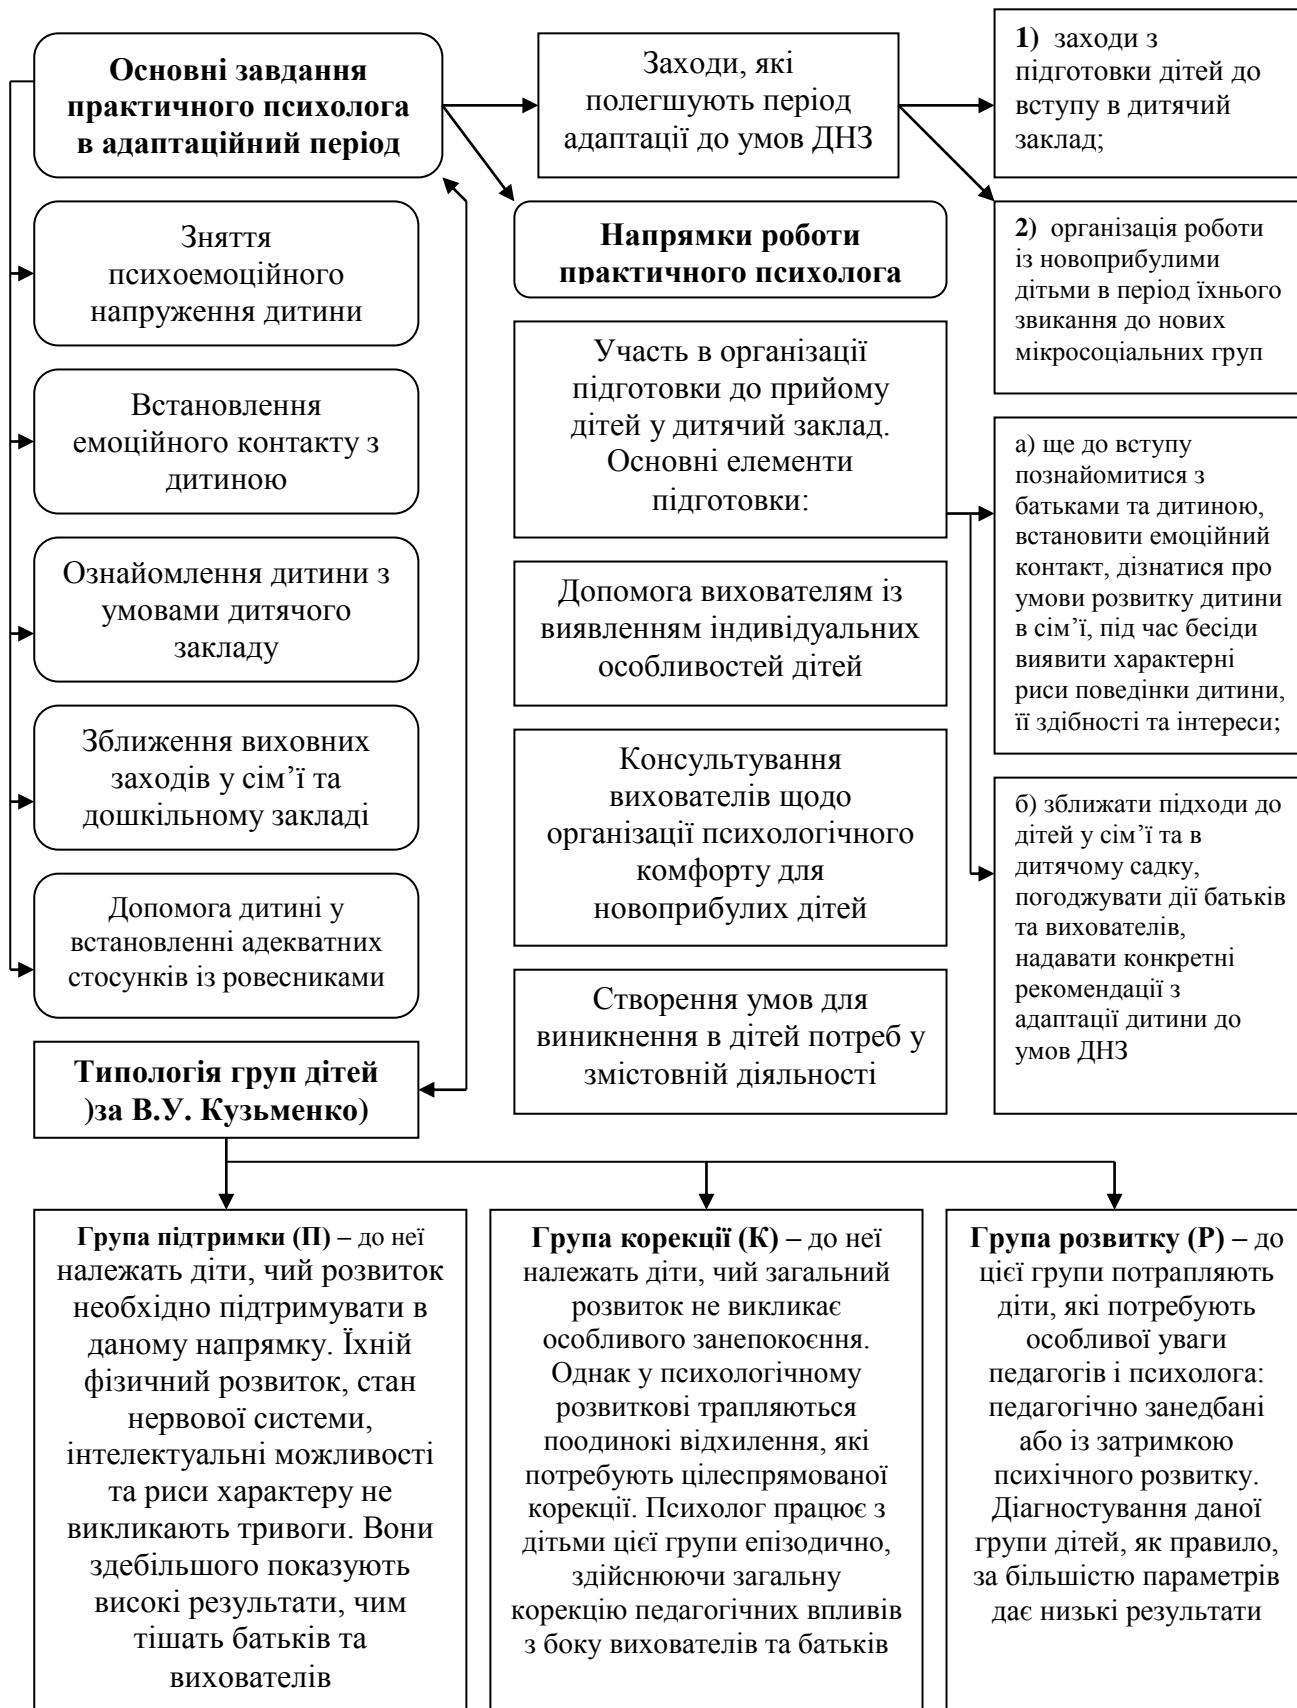 Основні завдання
практичного психолога
в адаптаційний період
Заходи, які
полегшують період
адаптації до умов ДНЗ
1) заходи з
підготовки дітей до
вступу в дитячий
заклад;
Зняття
психоемоційного
напруження дитини
Напрямки роботи
практичного психолога
2) організація роботи
із новоприбулими
дітьми в період їхнього
звикання до нових
мікросоціальних груп
Встановлення
емоційного контакту з
дитиною
Участь в організації
підготовки до прийому
дітей у дитячий заклад.
Основні елементи
підготовки:
а) ще до вступу
познайомитися з
батьками та дитиною,
встановити емоційний
контакт, дізнатися про
умови розвитку дитини
в сім’ї, під час бесіди
виявити характерні
риси поведінки дитини,
її здібності та інтереси;
Ознайомлення дитини з
умовами дитячого
закладу
Допомога вихователям із
виявленням індивідуальних
особливостей дітей
Зближення виховних
заходів у сім’ї та
дошкільному закладі
Консультування
вихователів щодо
організації психологічного
комфорту для
новоприбулих дітей
б) зближати підходи до
дітей у сім’ї та в
дитячому садку,
погоджувати дії батьків
та вихователів,
надавати конкретні
рекомендації з
адаптації дитини до
умов ДНЗ
Допомога дитині у
встановленні адекватних
стосунків із ровесниками
Створення умов для
виникнення в дітей потреб у
змістовній діяльності
Типологія груп дітей
)за В.У. Кузьменко)
Група підтримки (П) – до неї
належать діти, чий розвиток
необхідно підтримувати в
даному напрямку. Їхній
фізичний розвиток, стан
нервової системи,
інтелектуальні можливості
та риси характеру не
викликають тривоги. Вони
здебільшого показують
високі результати, чим
тішать батьків та
вихователів
Група корекції (К) – до неї
належать діти, чий загальний
розвиток не викликає
особливого занепокоєння.
Однак у психологічному
розвиткові трапляються
поодинокі відхилення, які
потребують цілеспрямованої
корекції. Психолог працює з
дітьми цієї групи епізодично,
здійснюючи загальну
корекцію педагогічних впливів
з боку вихователів та батьків
Група розвитку (Р) – до
цієї групи потрапляють
діти, які потребують
особливої уваги
педагогів і психолога:
педагогічно занедбані
або із затримкою
психічного розвитку.
Діагностування даної
групи дітей, як правило,
за більшістю параметрів
дає низькі результати